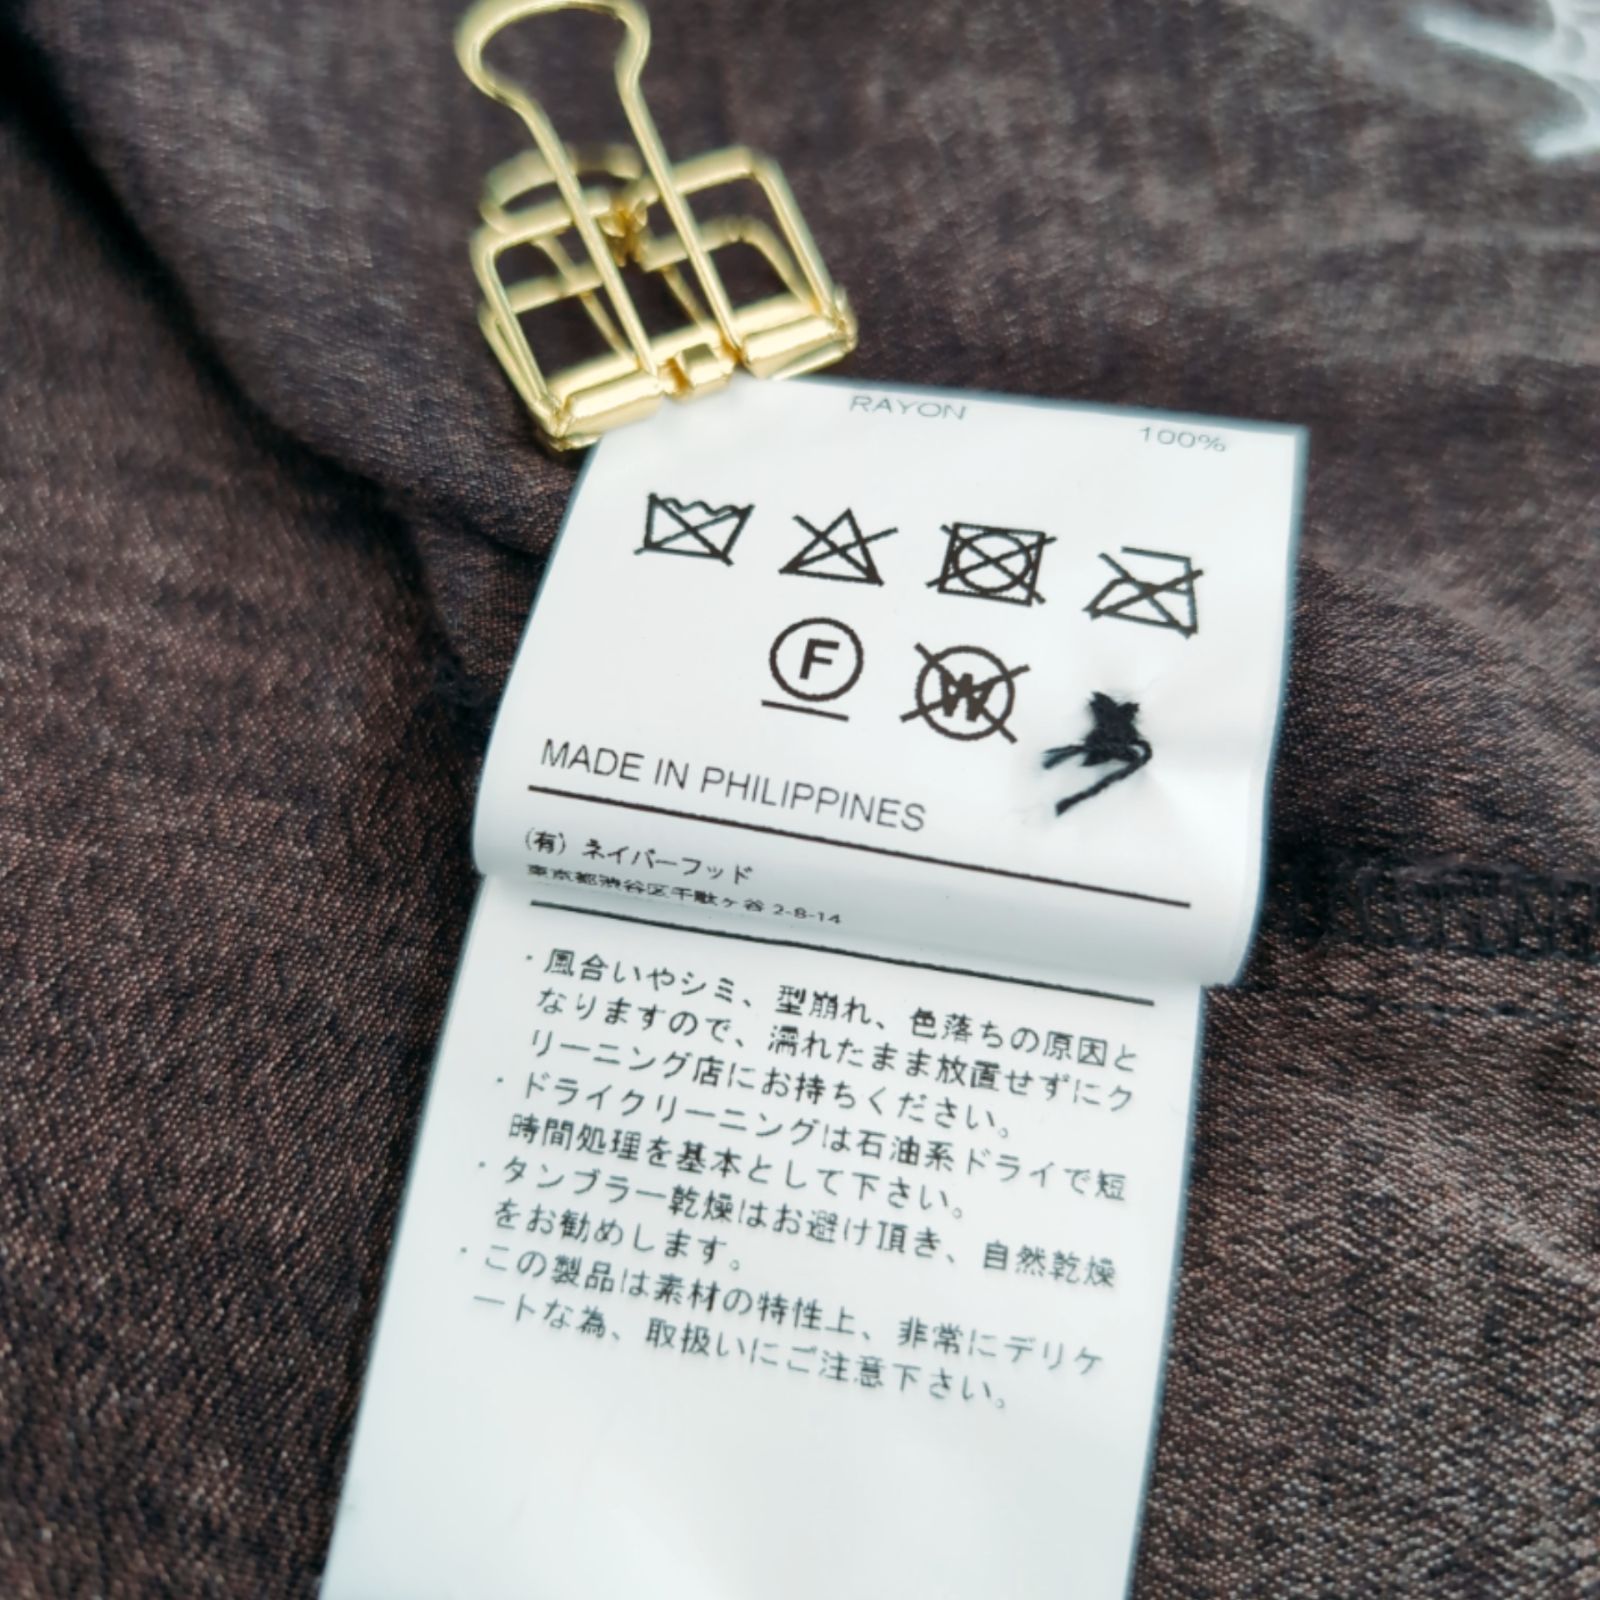 RAYON 100%
F W
MADE IN PHILIPPINES
(有) ネイバーフッド
東京都渋谷区千駄ヶ谷 2-8-14
・風合いやシミ、型崩れ、色落ちの原因と
なりますので、濡れたまま放置せずにク
リーニング店にお持ちください。
・ドライクリーニングは石油系ドライで短
時間処理を基本として下さい。
・タンブラー乾燥はお避け頂き、自然乾燥
をお勧めします。
・この製品は素材の特性上、非常にデリケ
ートな為、取扱いにご注意下さい。